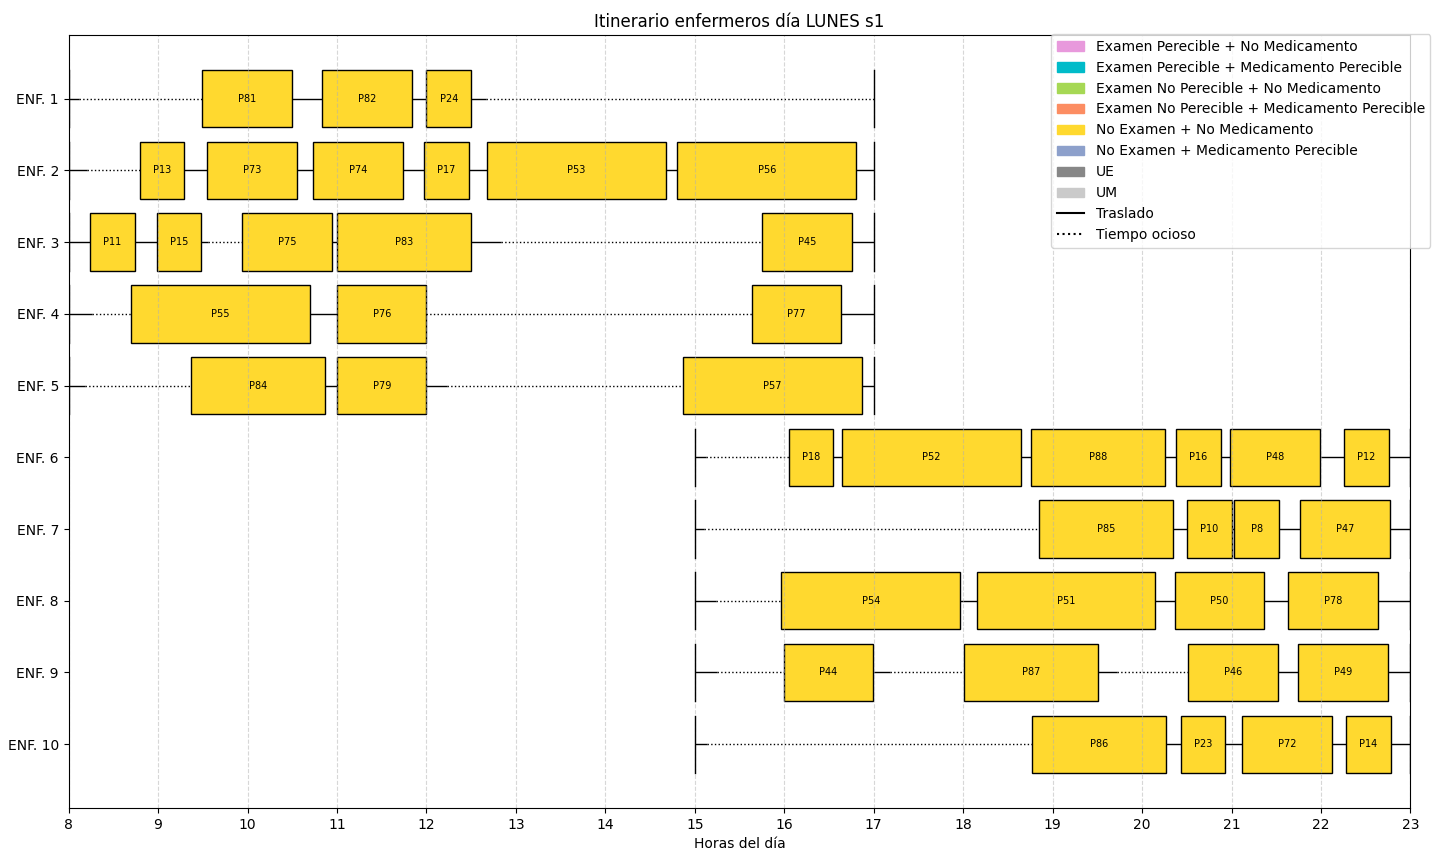 Itinerario enfermeros día LUNES s1
Examen Perecible + No Medicamento
Examen Perecible + Medicamento Perecible
Examen No Perecible + No Medicamento
Examen No Perecible + Medicamento Perecible
No Examen + No Medicamento
No Examen + Medicamento Perecible
UE
UM
Traslado
Tiempo ocioso
ENF. 1 P81 P82 P24
ENF. 2 P13 P73 P74 P17 P53 P56
ENF. 3 P11 P15 P75 P83 P45
ENF. 4 P55 P76 P77
ENF. 5 P84 P79 P57
ENF. 6 P18 P52 P88 P16 P48 P12
ENF. 7 P85 P10 P8 P47
ENF. 8 P54 P51 P50 P78
ENF. 9 P44 P87 P46 P49
ENF. 10 P86 P23 P72 P14
8 9 10 11 12 13 14 15 16 17 18 19 20 21 22 23
Horas del día